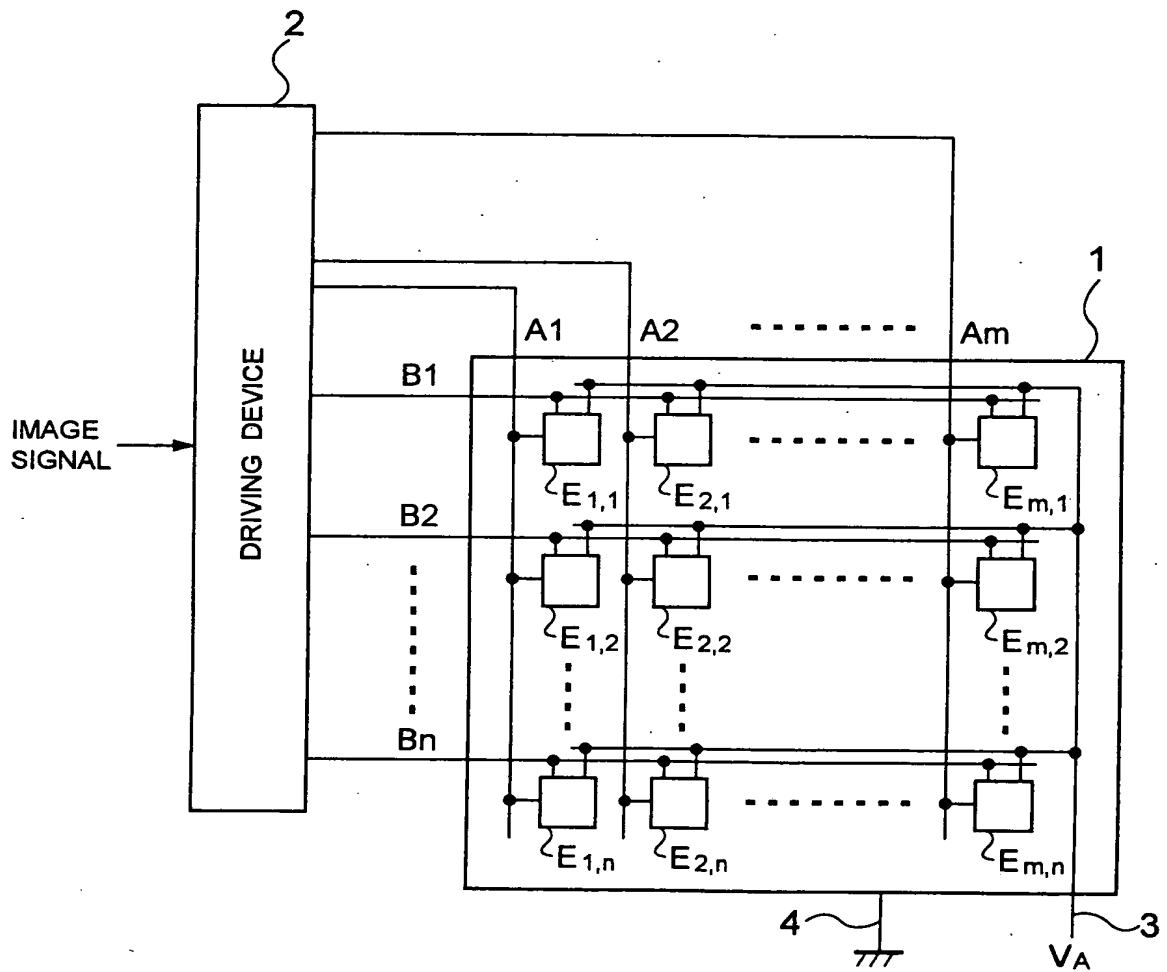 2
1
A1 A2 Am
B1
IMAGE
SIGNAL
DRIVING DEVICE
E1,1 E2,1 Em,1
B2
E1,2 E2,2 Em,2
Bn
E1,n E2,n Em,n
4 3
VA